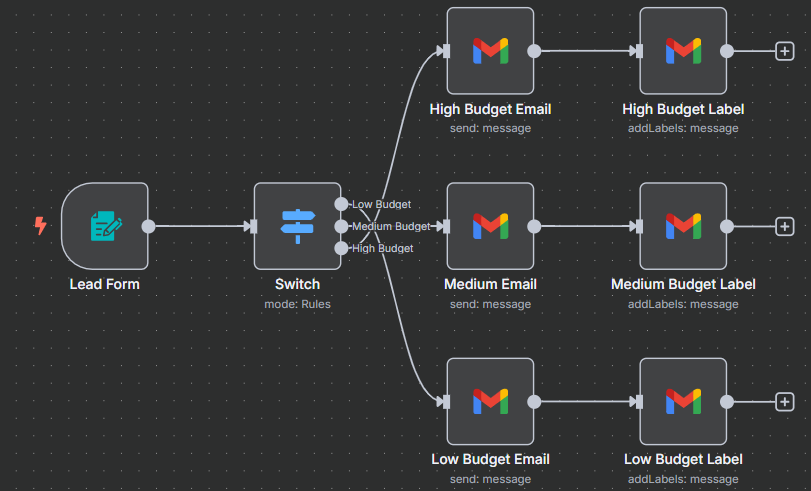 High Budget Email
send: message
High Budget Label
addLabels: message
Lead Form
Switch
mode: Rules
Low Budget
Medium Budget
High Budget
Medium Email
send: message
Medium Budget Label
addLabels: message
Low Budget Email
send: message
Low Budget Label
addLabels: message